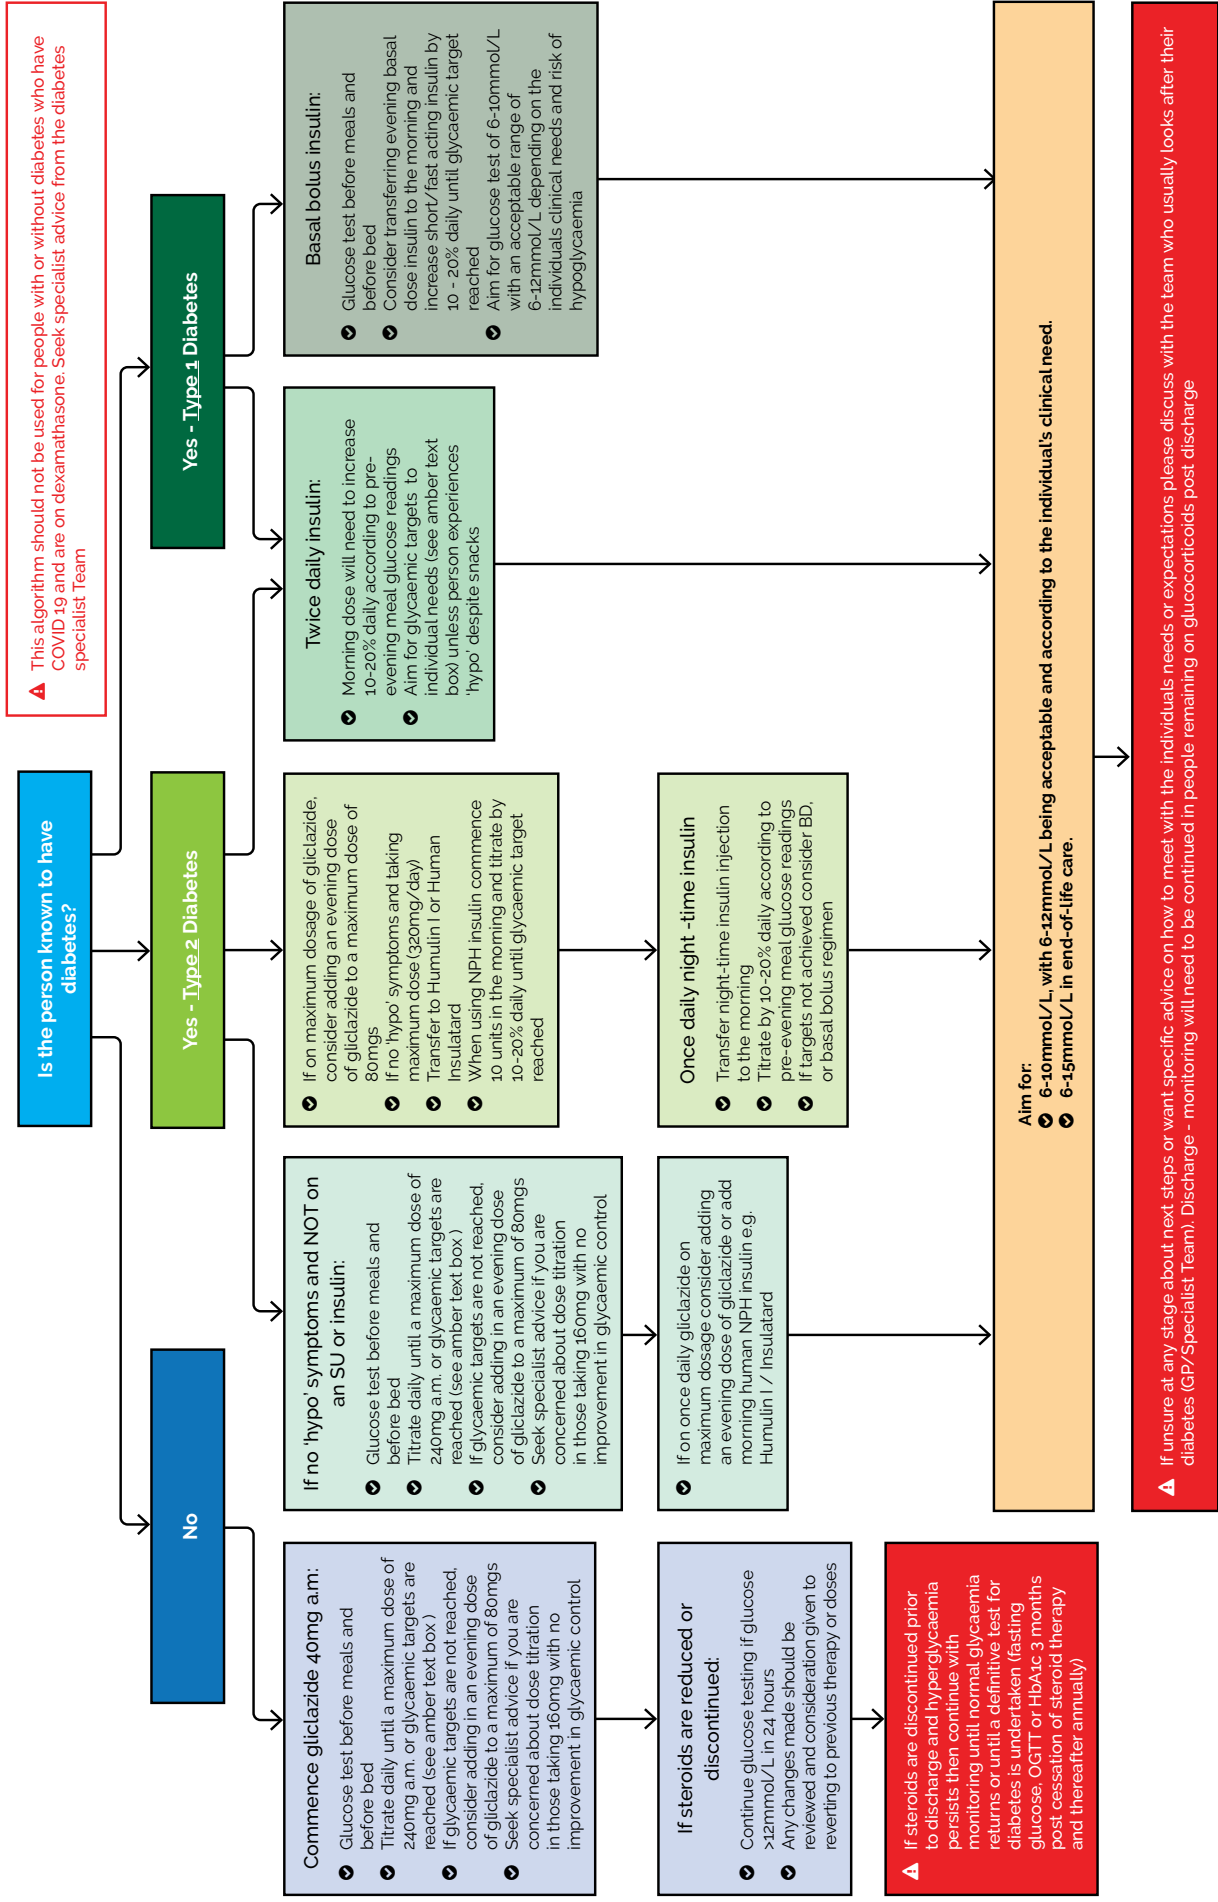 Is the person known to have
diabetes?
This algorithm should not be used for people with or without diabetes who have
COVID 19 and are on dexamathasone. Seek specialist advice from the diabetes
specialist Team
No
Yes - Type 2 Diabetes
Yes - Type 1 Diabetes
Commence gliclazide 40mg a.m:
Glucose test before meals and
before bed
Titrate daily until a maximum dose of
240mg a.m. or glycaemic targets are
reached (see amber text box )
If glycaemic targets are not reached,
consider adding in an evening dose
of gliclazide to a maximum of 80mgs
Seek specialist advice if you are
concerned about dose titration
in those taking 160mg with no
improvement in glycaemic control
If steroids are reduced or
discontinued:
Continue glucose testing if glucose
>12mmol/L in 24 hours
Any changes made should be
reviewed and consideration given to
reverting to previous therapy or doses
If steroids are discontinued prior
to discharge and hyperglycaemia
persists then continue with
monitoring until normal glycaemia
returns or until a definitive test for
diabetes is undertaken (fasting
glucose, OGTT or HbA1c 3 months
post cessation of steroid therapy
and thereafter annually)
If no 'hypo' symptoms and NOT on
an SU or insulin:
Glucose test before meals and
before bed
Titrate daily until a maximum dose of
240mg a.m. or glycaemic targets are
reached (see amber text box )
If glycaemic targets are not reached,
consider adding in an evening dose
of gliclazide to a maximum of 80mgs
Seek specialist advice if you are
concerned about dose titration
in those taking 160mg with no
improvement in glycaemic control
If on once daily gliclazide on
maximum dosage consider adding
an evening dose of gliclazide or add
morning human NPH insulin e.g.
Humulin I / Insulatard
If on maximum dosage of gliclazide,
consider adding an evening dose
of gliclazide to a maximum dose of
80mgs
If no 'hypo' symptoms and taking
maximum dose (320mg/day)
Transfer to Humulin I or Human
Insulatard
When using NPH insulin commence
10 units in the morning and titrate by
10-20% daily until glycaemic target
reached
Once daily night -time insulin
Transfer night-time insulin injection
to the morning
Titrate by 10-20% daily according to
pre-evening meal glucose readings
If targets not achieved consider BD,
or basal bolus regimen
Twice daily insulin:
Morning dose will need to increase
10-20% daily according to pre-
evening meal glucose readings
Aim for glycaemic targets to
individual needs (see amber text
box) unless person experiences
'hypo' despite snacks
Basal bolus insulin:
Glucose test before meals and
before bed
Consider transferring evening basal
dose insulin to the morning and
increase short/fast acting insulin by
10 - 20% daily until glycaemic target
reached
Aim for glucose test of 6-10mmol/L
with an acceptable range of
6-12mmol/L depending on the
individuals clinical needs and risk of
hypoglycaemia
Aim for:
6-10mmol/L, with 6-12mmol/L being acceptable and according to the individual's clinical need.
6-15mmol/L in end-of-life care.
If unsure at any stage about next steps or want specific advice on how to meet with the individuals needs or expectations please discuss with the team who usually looks after their
diabetes (GP/Specialist Team). Discharge - monitoring will need to be continued in people remaining on glucocorticoids post discharge